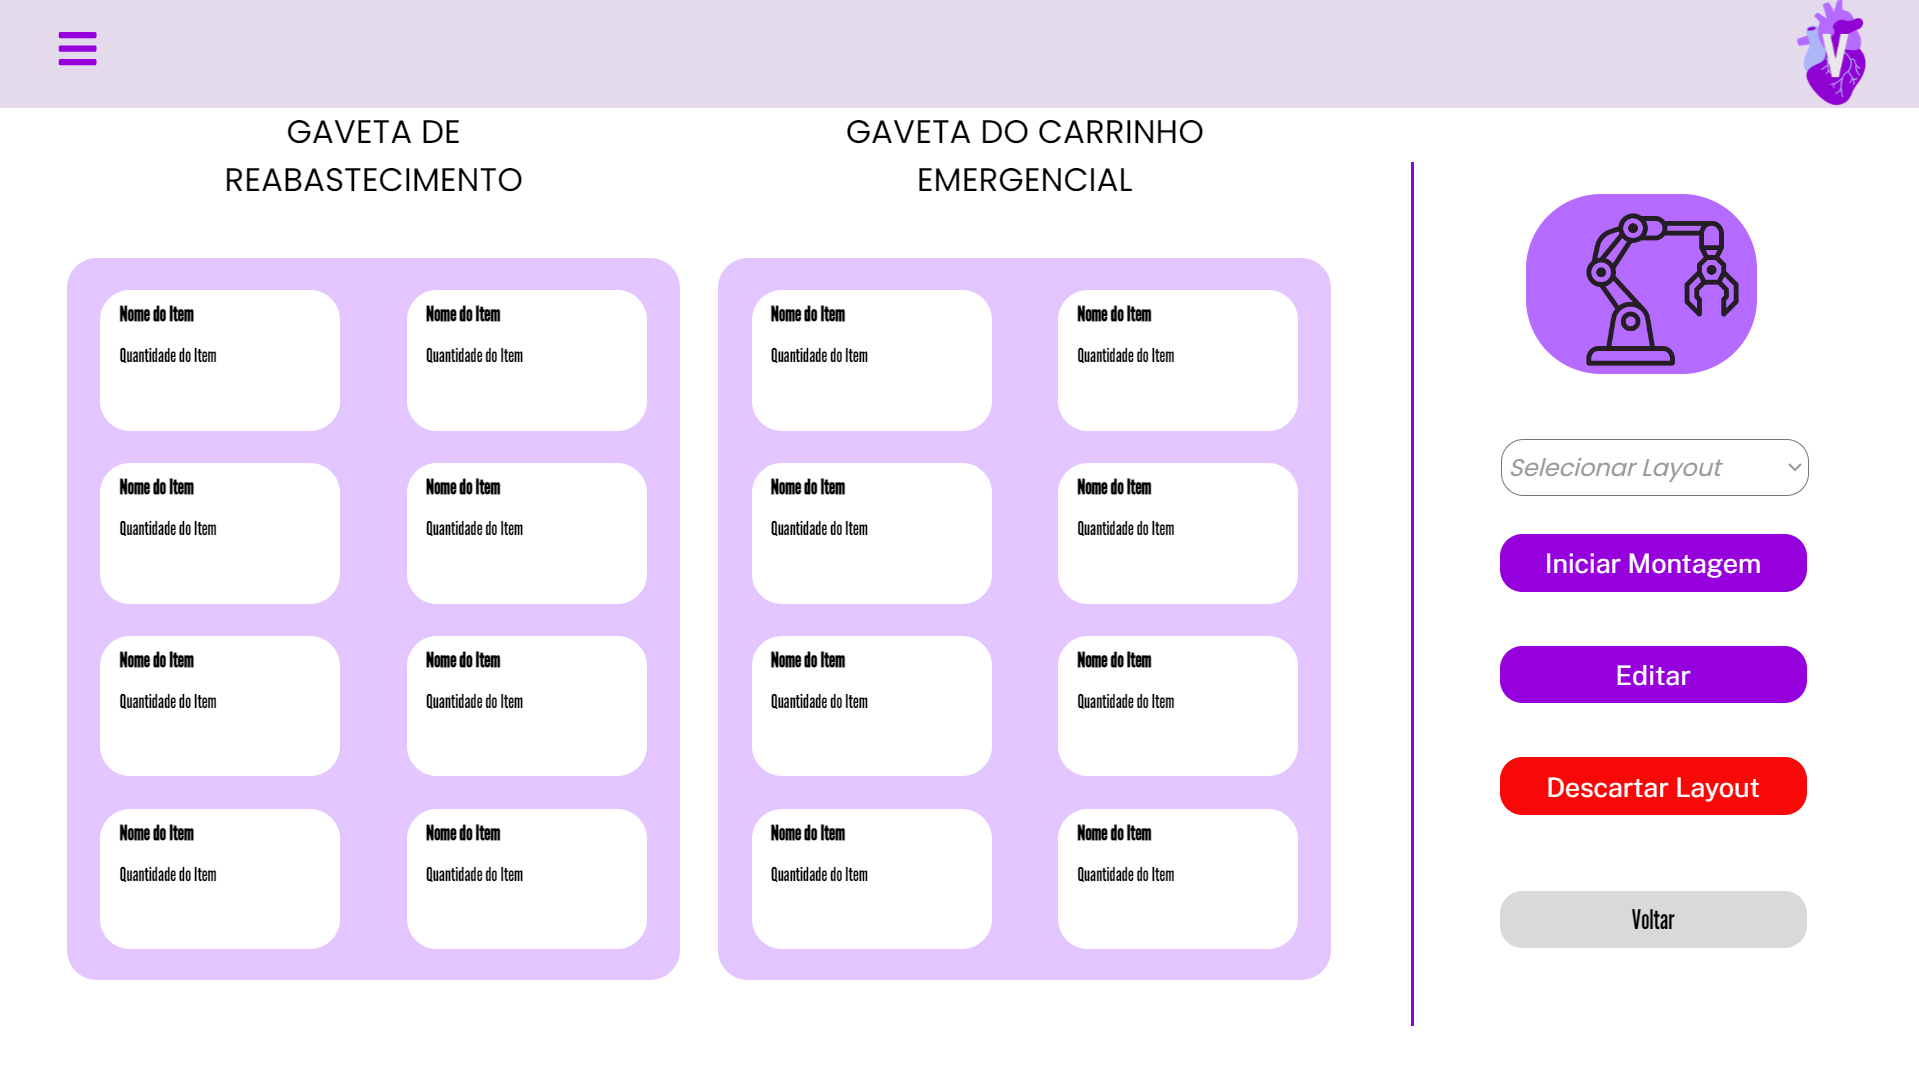 V
GAVETA DE
REABASTECIMENTO
Nome do Item
Quantidade do Item
Nome do Item
Quantidade do Item
Nome do Item
Quantidade do Item
Nome do Item
Quantidade do Item
Nome do Item
Quantidade do Item
Nome do Item
Quantidade do Item
Nome do Item
Quantidade do Item
Nome do Item
Quantidade do Item
GAVETA DO CARRINHO
EMERGENCIAL
Nome do Item
Quantidade do Item
Nome do Item
Quantidade do Item
Nome do Item
Quantidade do Item
Nome do Item
Quantidade do Item
Nome do Item
Quantidade do Item
Nome do Item
Quantidade do Item
Nome do Item
Quantidade do Item
Nome do Item
Quantidade do Item
Selecionar Layout
Iniciar Montagem
Editar
Descartar Layout
Voltar